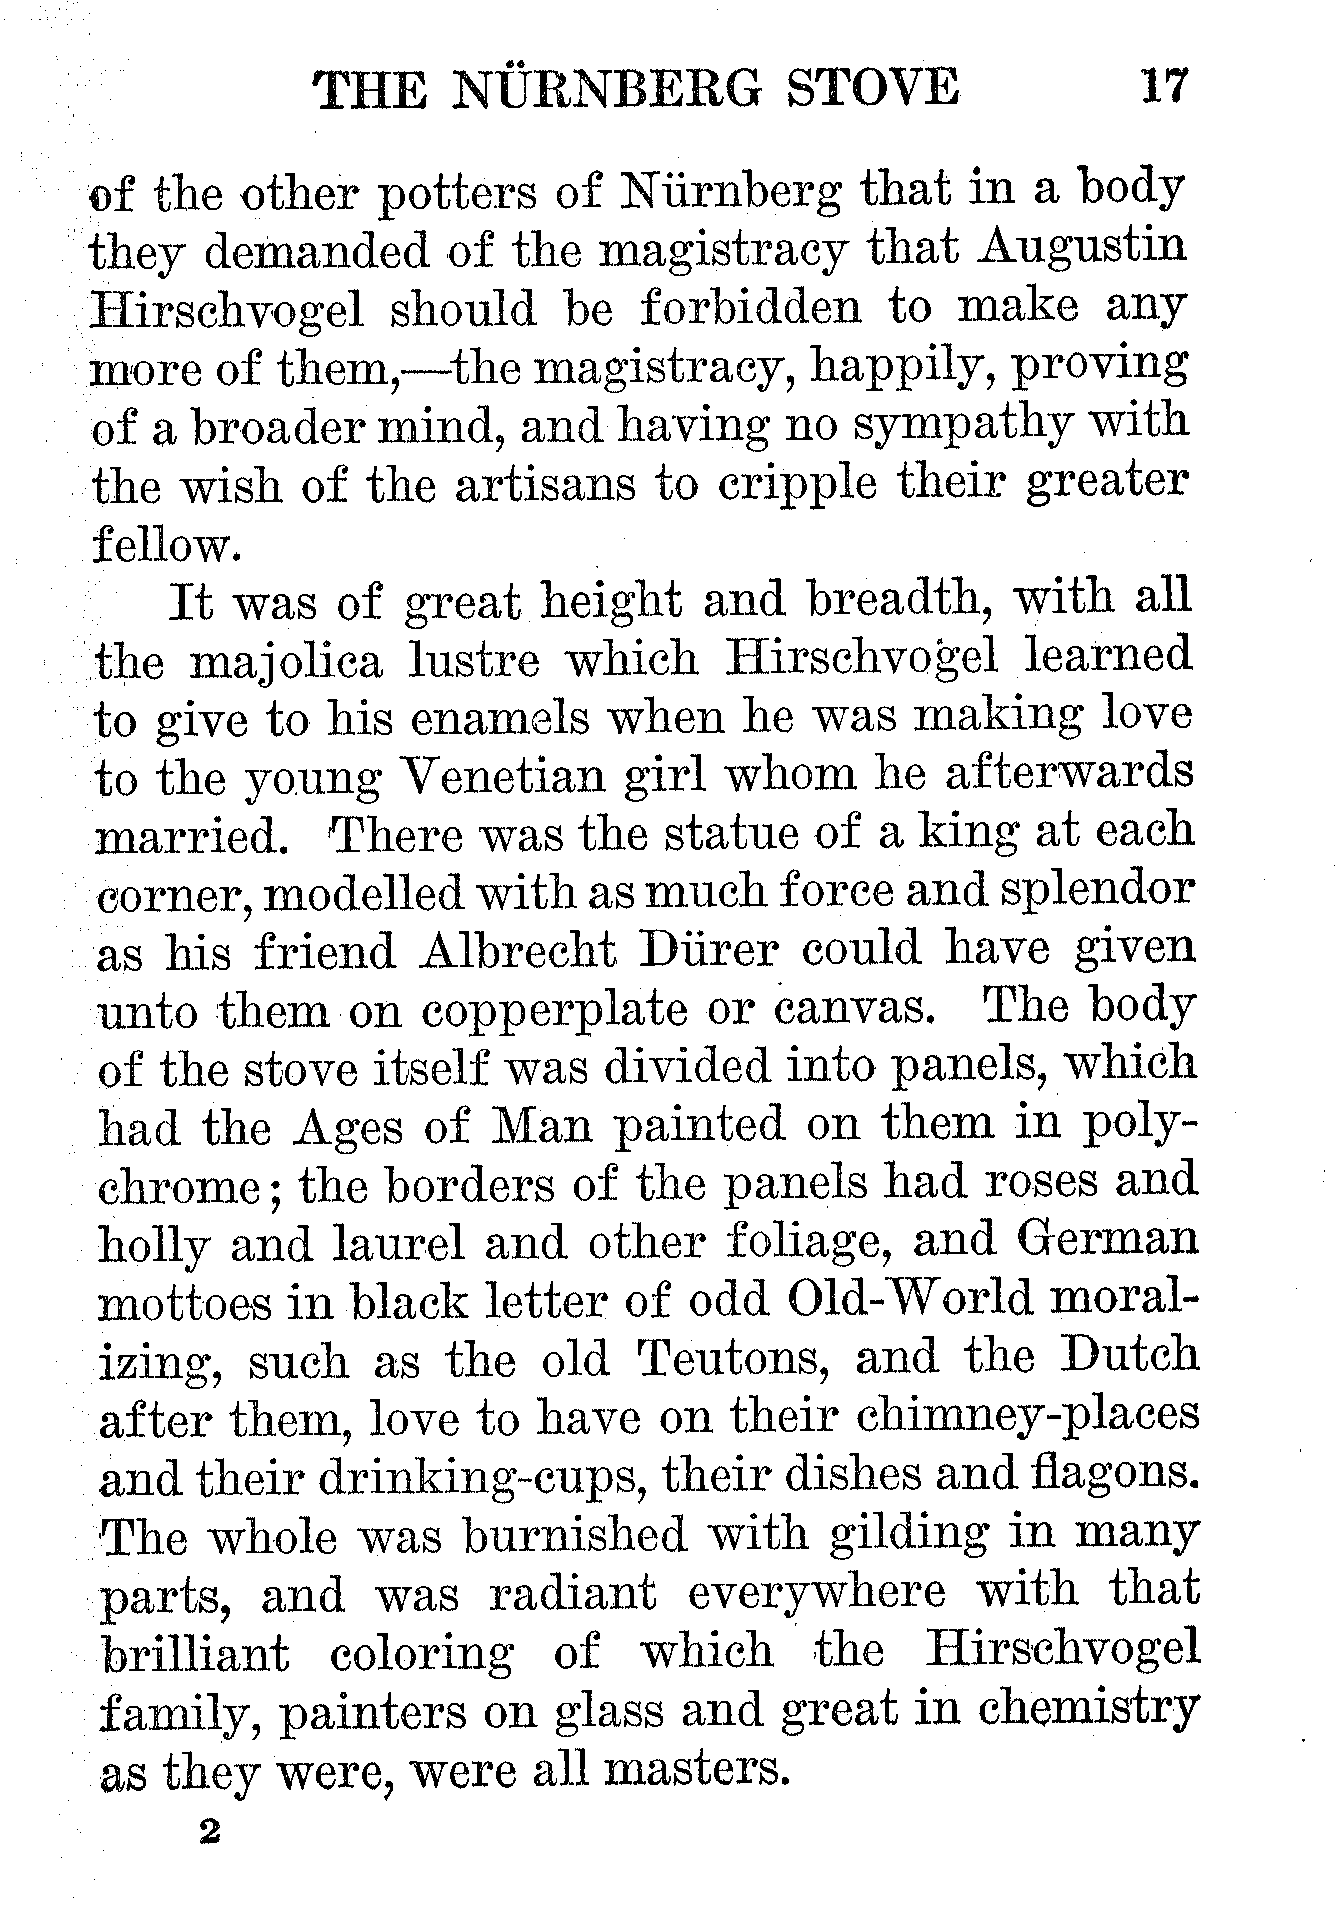 THE NÜRNBERG STOVE 17
of the other potters of Nürnberg that in a body
they demanded of the magistracy that Augustin
Hirschvogel should be forbidden to make any
more of them,—the magistracy, happily, proving
of a broader mind, and having no sympathy with
the wish of the artisans to cripple their greater
fellow.
It was of great height and breadth, with all
the majolica lustre which Hirschvogel learned
to give to his enamels when he was making love
to the young Venetian girl whom he afterwards
married. There was the statue of a king at each
corner, modelled with as much force and splendor
as his friend Albrecht Dürer could have given
unto them on copperplate or canvas. The body
of the stove itself was divided into panels, which
had the Ages of Man painted on them in poly-
chrome; the borders of the panels had roses and
holly and laurel and other foliage, and German
mottoes in black letter of odd Old-World moral-
izing, such as the old Teutons, and the Dutch
after them, love to have on their chimney-places
and their drinking-cups, their dishes and flagons.
The whole was burnished with gilding in many
parts, and was radiant everywhere with that
brilliant coloring of which the Hirschvogel
family, painters on glass and great in chemistry
as they were, were all masters.
2